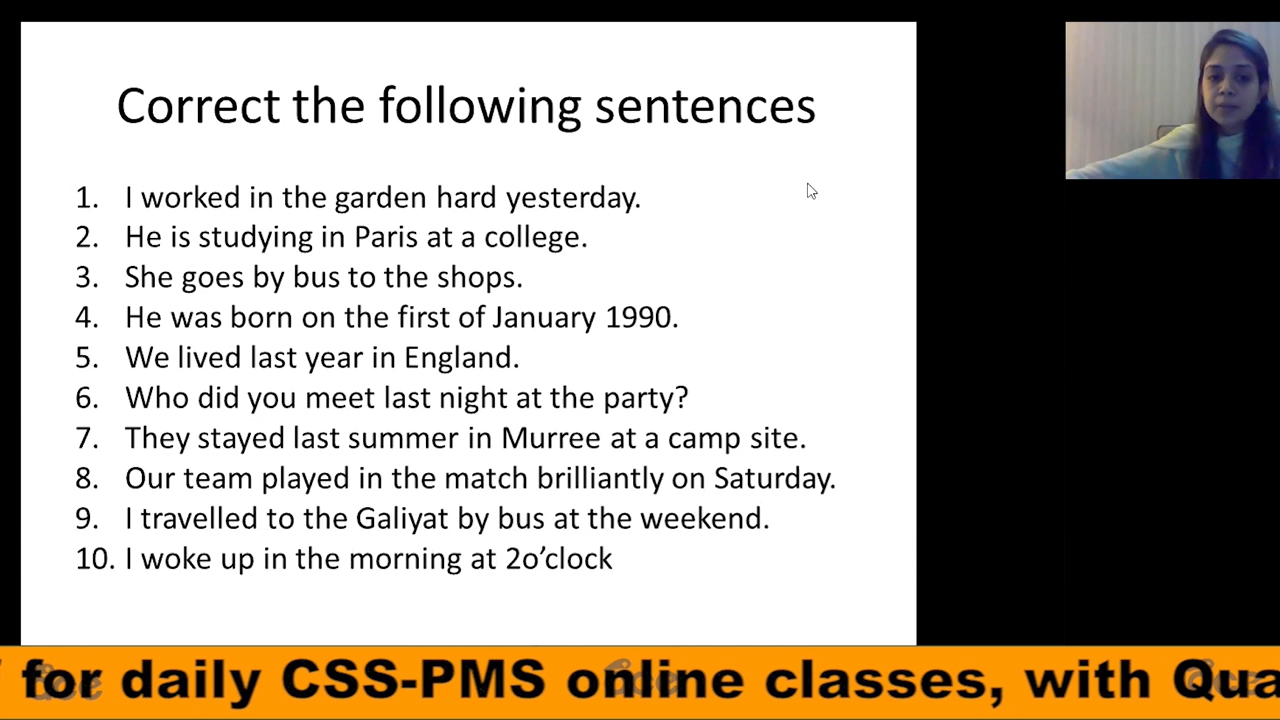 Correct the following sentences
1. I worked in the garden hard yesterday.
2. He is studying in Paris at a college.
3. She goes by bus to the shops.
4. He was born on the first of January 1990.
5. We lived last year in England.
6. Who did you meet last night at the party?
7. They stayed last summer in Murree at a camp site.
8. Our team played in the match brilliantly on Saturday.
9. I travelled to the Galiyat by bus at the weekend.
10. I woke up in the morning at 2o’clock
for daily CSS-PMS online classes, with